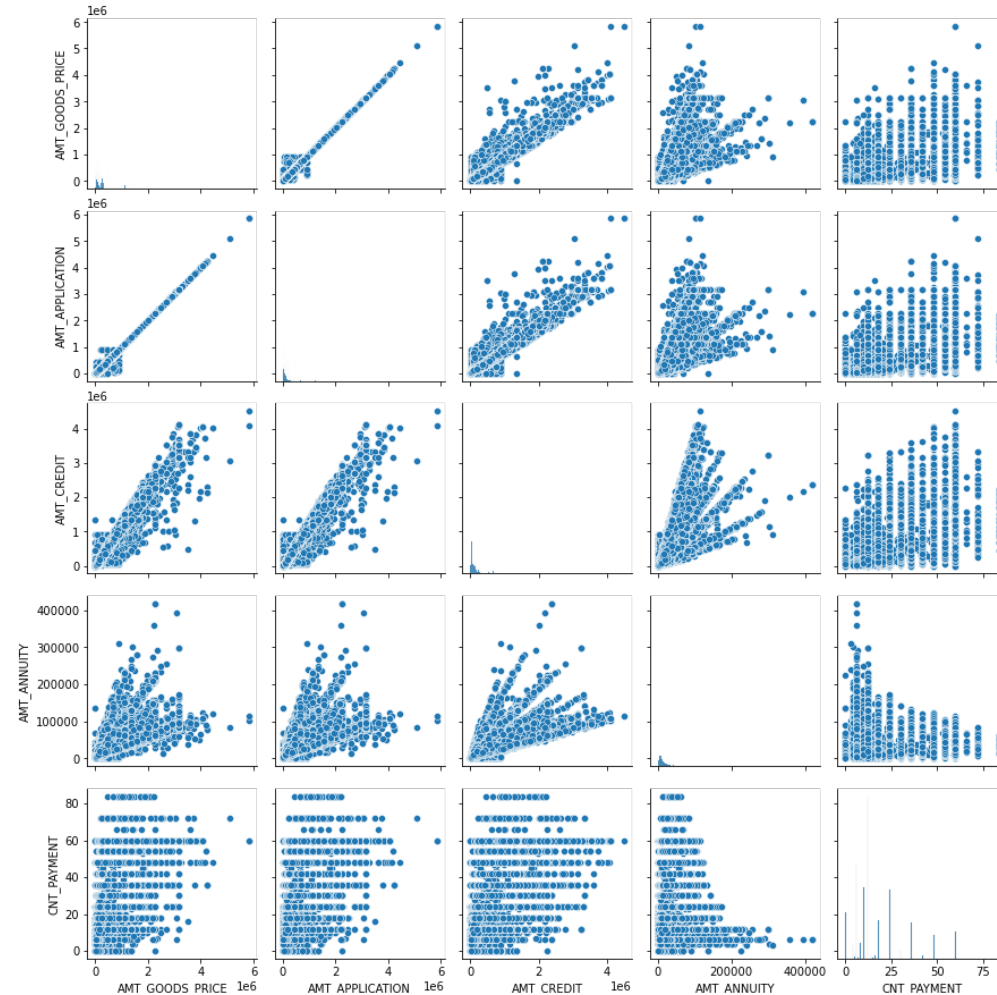 1e6
6
5
4
3
2
1
0
AMT_GOODS_PRICE
1e6
6
5
4
3
2
1
0
AMT_APPLICATION
1e6
4
3
2
1
0
AMT_CREDIT
400000
300000
200000
100000
0
AMT_ANNUITY
80
60
40
20
0
CNT_PAYMENT
0 2 4 6 0 2 4 6 0 2 4 0 200000 400000 0 25 50 75
1e6 1e6 1e6
AMT_GOODS_PRICE AMT_APPLICATION AMT_CREDIT AMT_ANNUITY CNT_PAYMENT